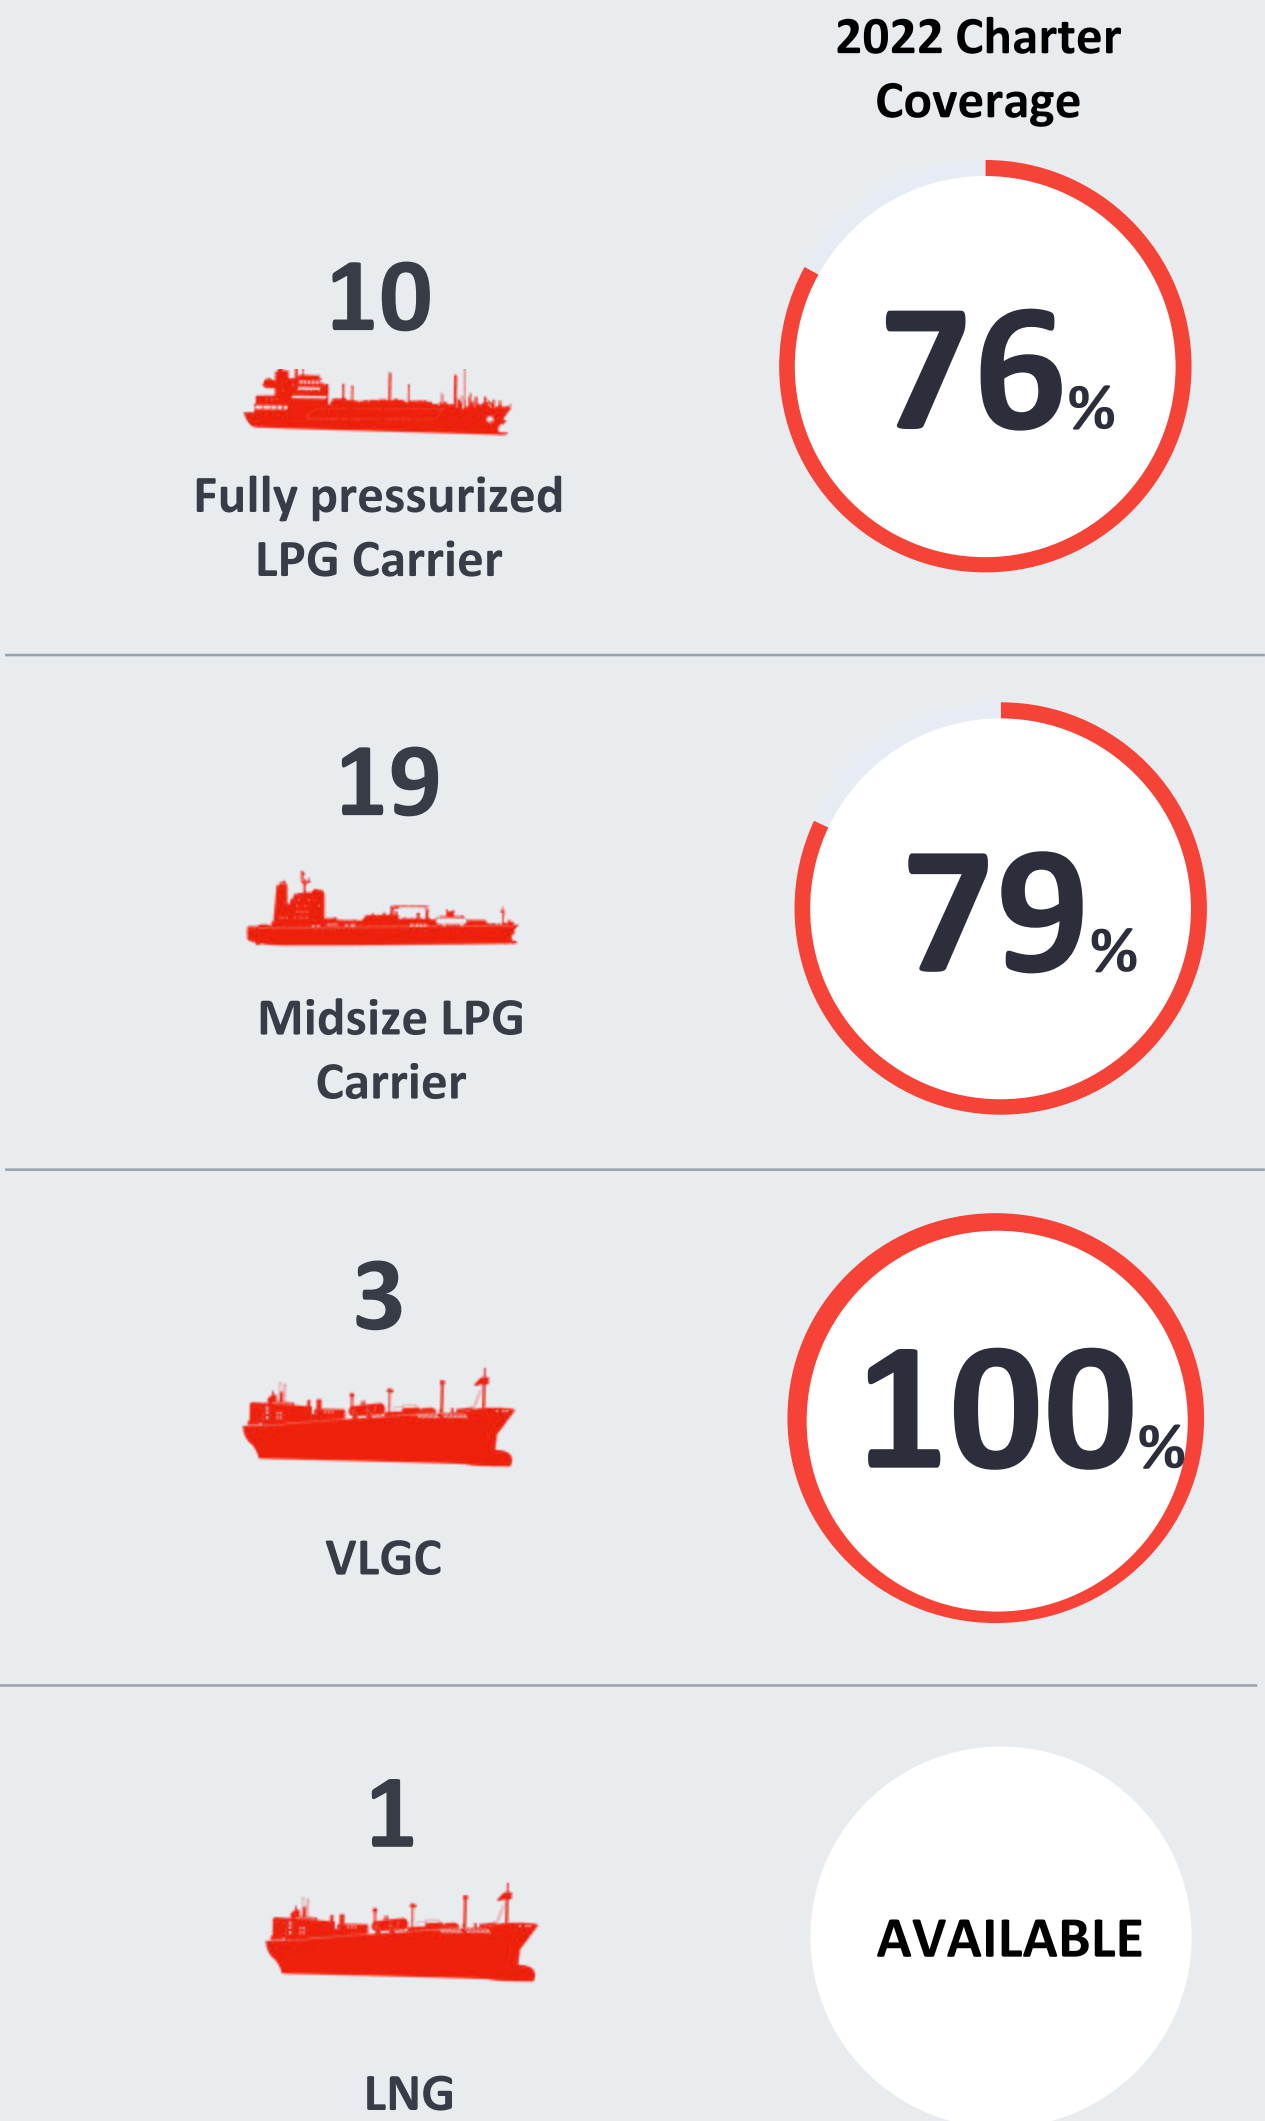 2022 Charter
Coverage
10
76%
Fully pressurized
LPG Carrier
19
79%
Midsize LPG
Carrier
3
100%
VLGC
1
AVAILABLE
LNG